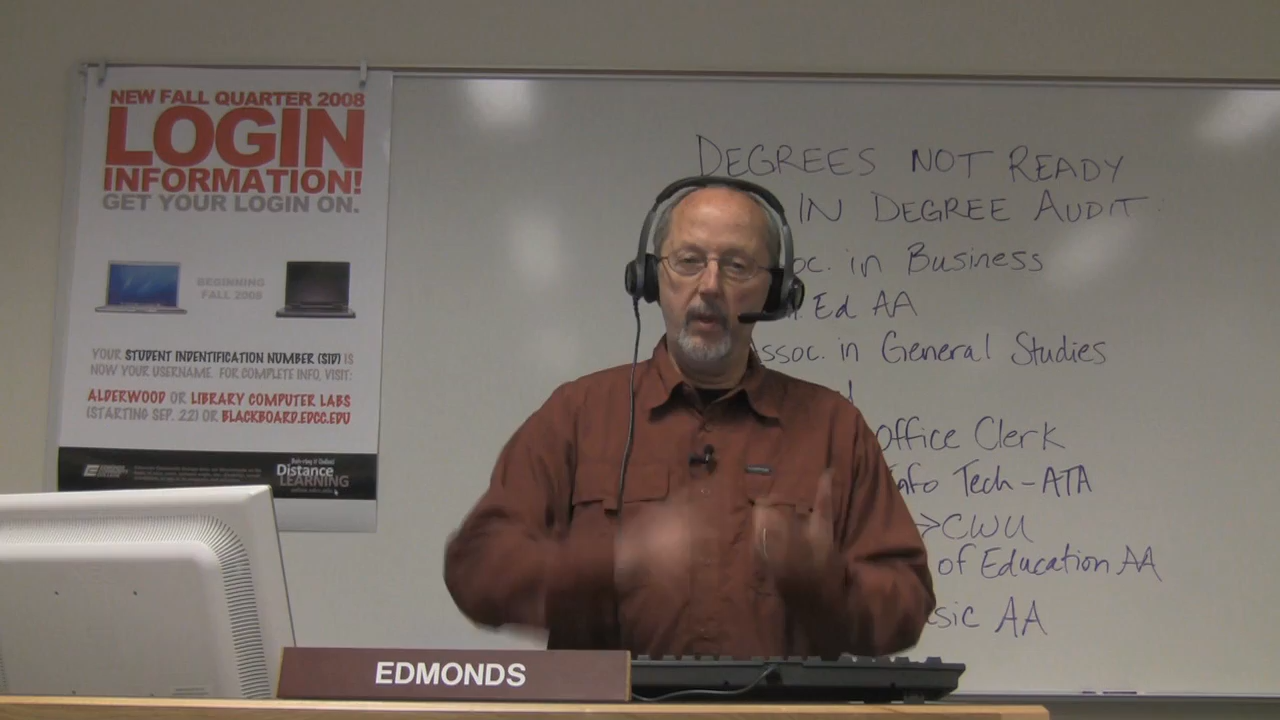 NEW FALL QUARTER 2008
LOGIN
INFORMATION!
GET YOUR LOGIN ON.
BEGINNING
FALL 2008
YOUR STUDENT INDENTIFICATION NUMBER (SID) IS
NOW YOUR USERNAME. FOR COMPLETE INFO, VISIT:
ALDERWOOD OR LIBRARY COMPUTER LABS
(STARTING SEP. 22) OR BLACKBOARD.EDCC.EDU
Distance
LEARNING
DEGREES NOT READY
IN DEGREE AUDIT
oc. in Business
Ed AA
ssoc. in General Studies
d
Office Clerk
nfo Tech - ATA
→ CWU
of Education AA
sic AA
EDMONDS